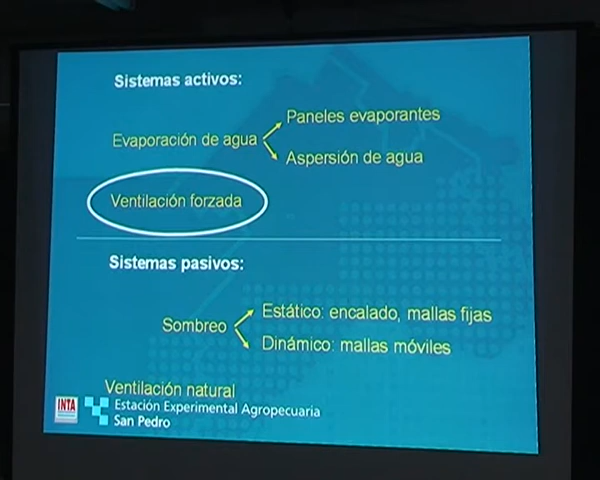 Sistemas activos:
Paneles evaporantes
Evaporación de agua
Aspersión de agua
Ventilación forzada
Sistemas pasivos:
Estático: encalado, mallas fijas
Sombreo
Dinámico: mallas móviles
Ventilación natural
INTA
Estación Experimental Agropecuaria
San Pedro